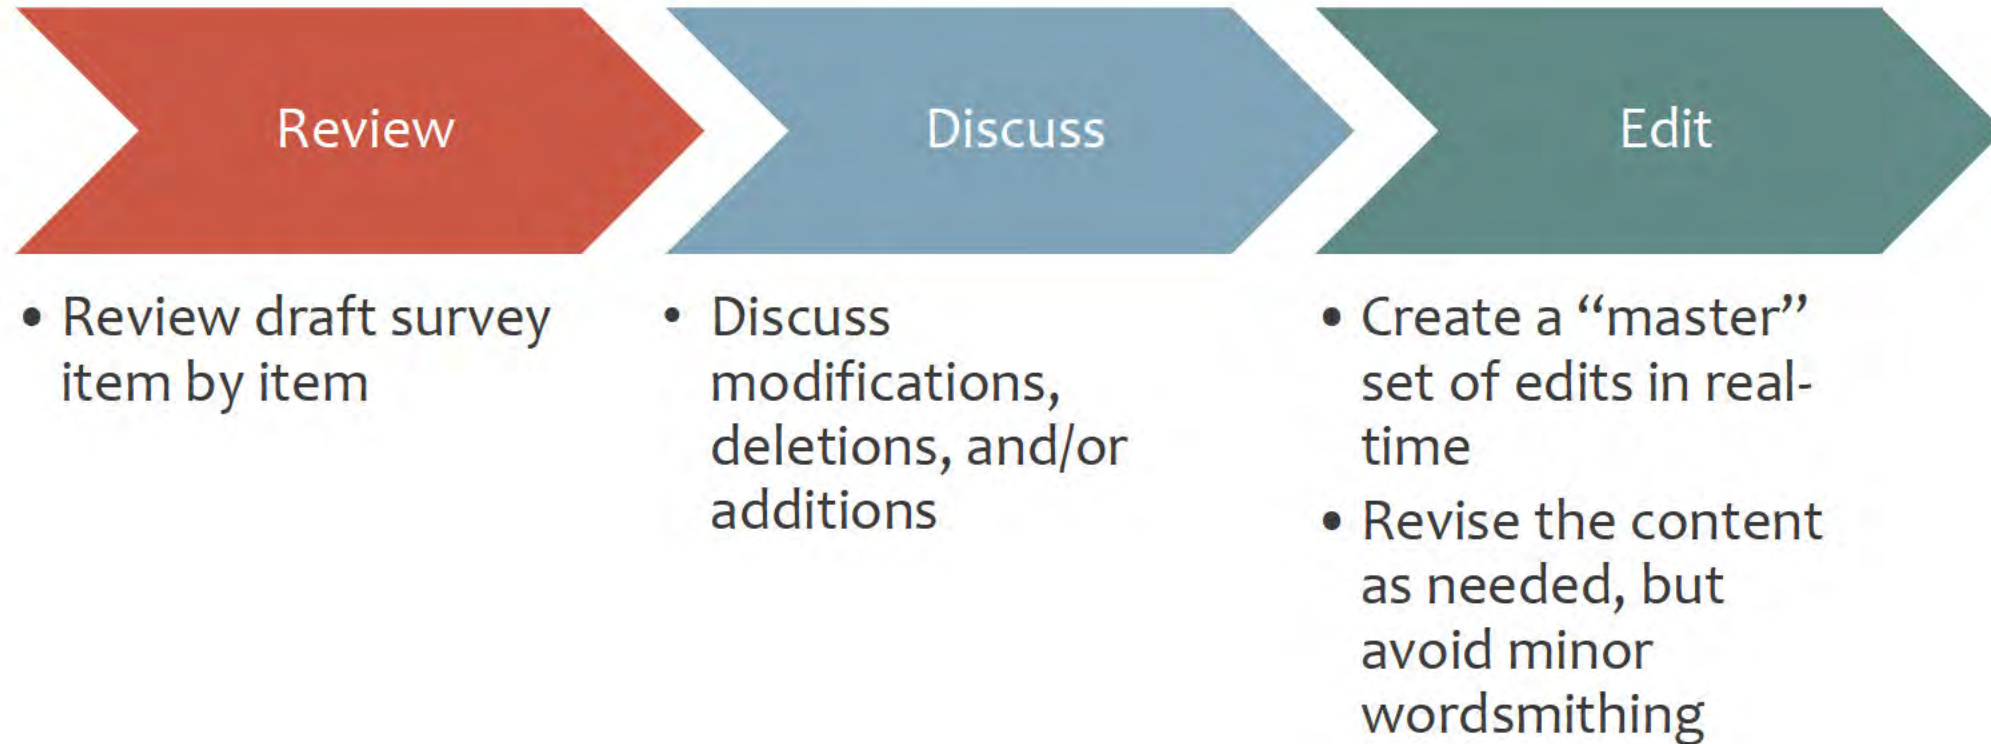 Review
• Review draft survey
item by item
Discuss
• Discuss
modifications,
deletions, and/or
additions
Edit
• Create a “master”
set of edits in real-
time
• Revise the content
as needed, but
avoid minor
wordsmithing